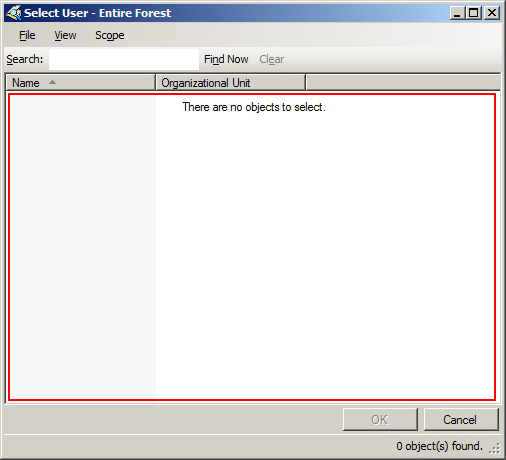 Select User - Entire Forest
File View Scope
Search: Find Now Clear
Name Organizational Unit
There are no objects to select.
OK Cancel
0 object(s) found.